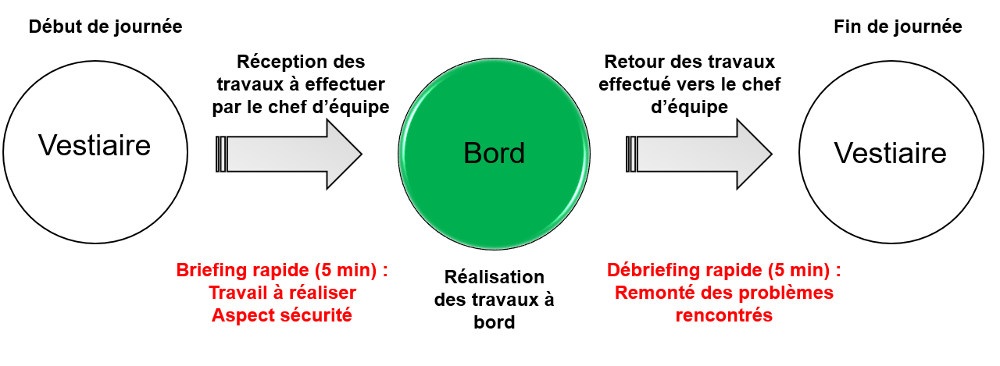 Début de journée
Fin de journée
Réception des
travaux à effectuer
par le chef d’équipe
Retour des travaux
effectué vers le chef
d’équipe
Vestiaire
Bord
Vestiaire
Briefing rapide (5 min) :
Travail à réaliser
Aspect sécurité
Réalisation
des travaux à
bord
Débriefing rapide (5 min) :
Remonté des problèmes
rencontrés